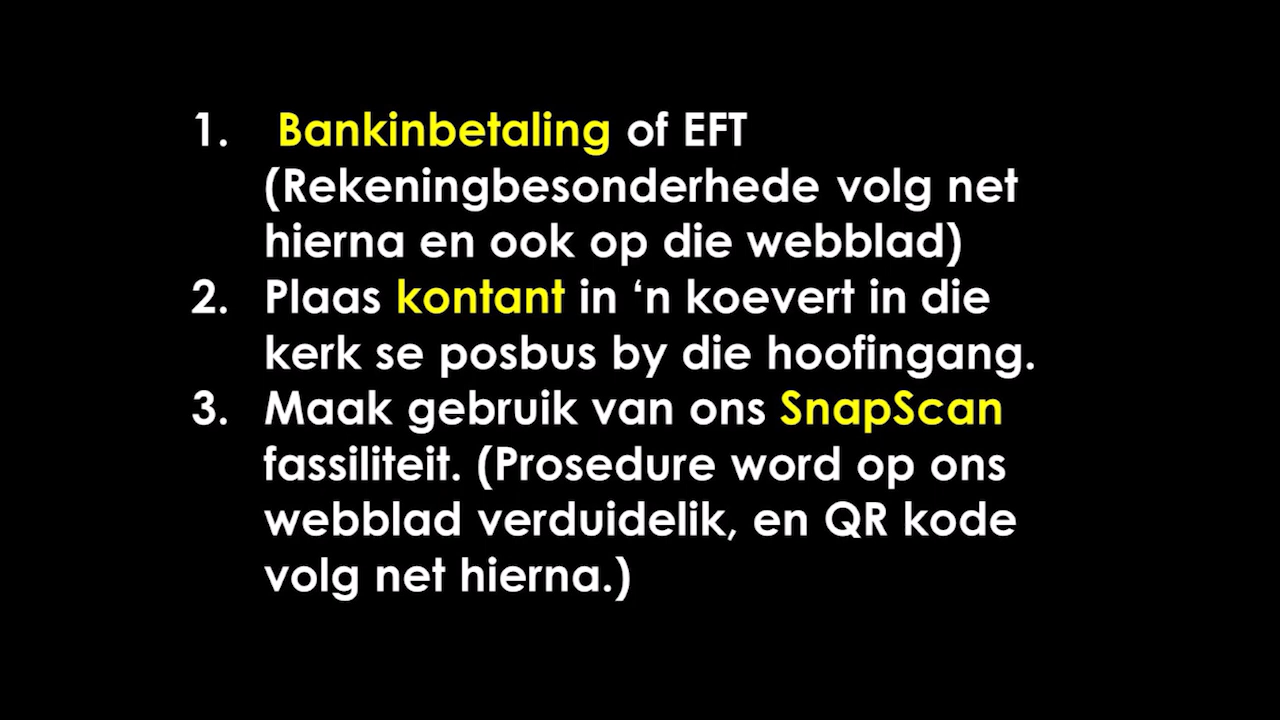 1. Bankinbetaling of EFT
(Rekeningbesonderhede volg net
hierna en ook op die webblad)
2. Plaas kontant in ‘n koevert in die
kerk se posbus by die hoofingang.
3. Maak gebruik van ons SnapScan
fassiliteit. (Prosedure word op ons
webblad verduidelik, en QR kode
volg net hierna.)